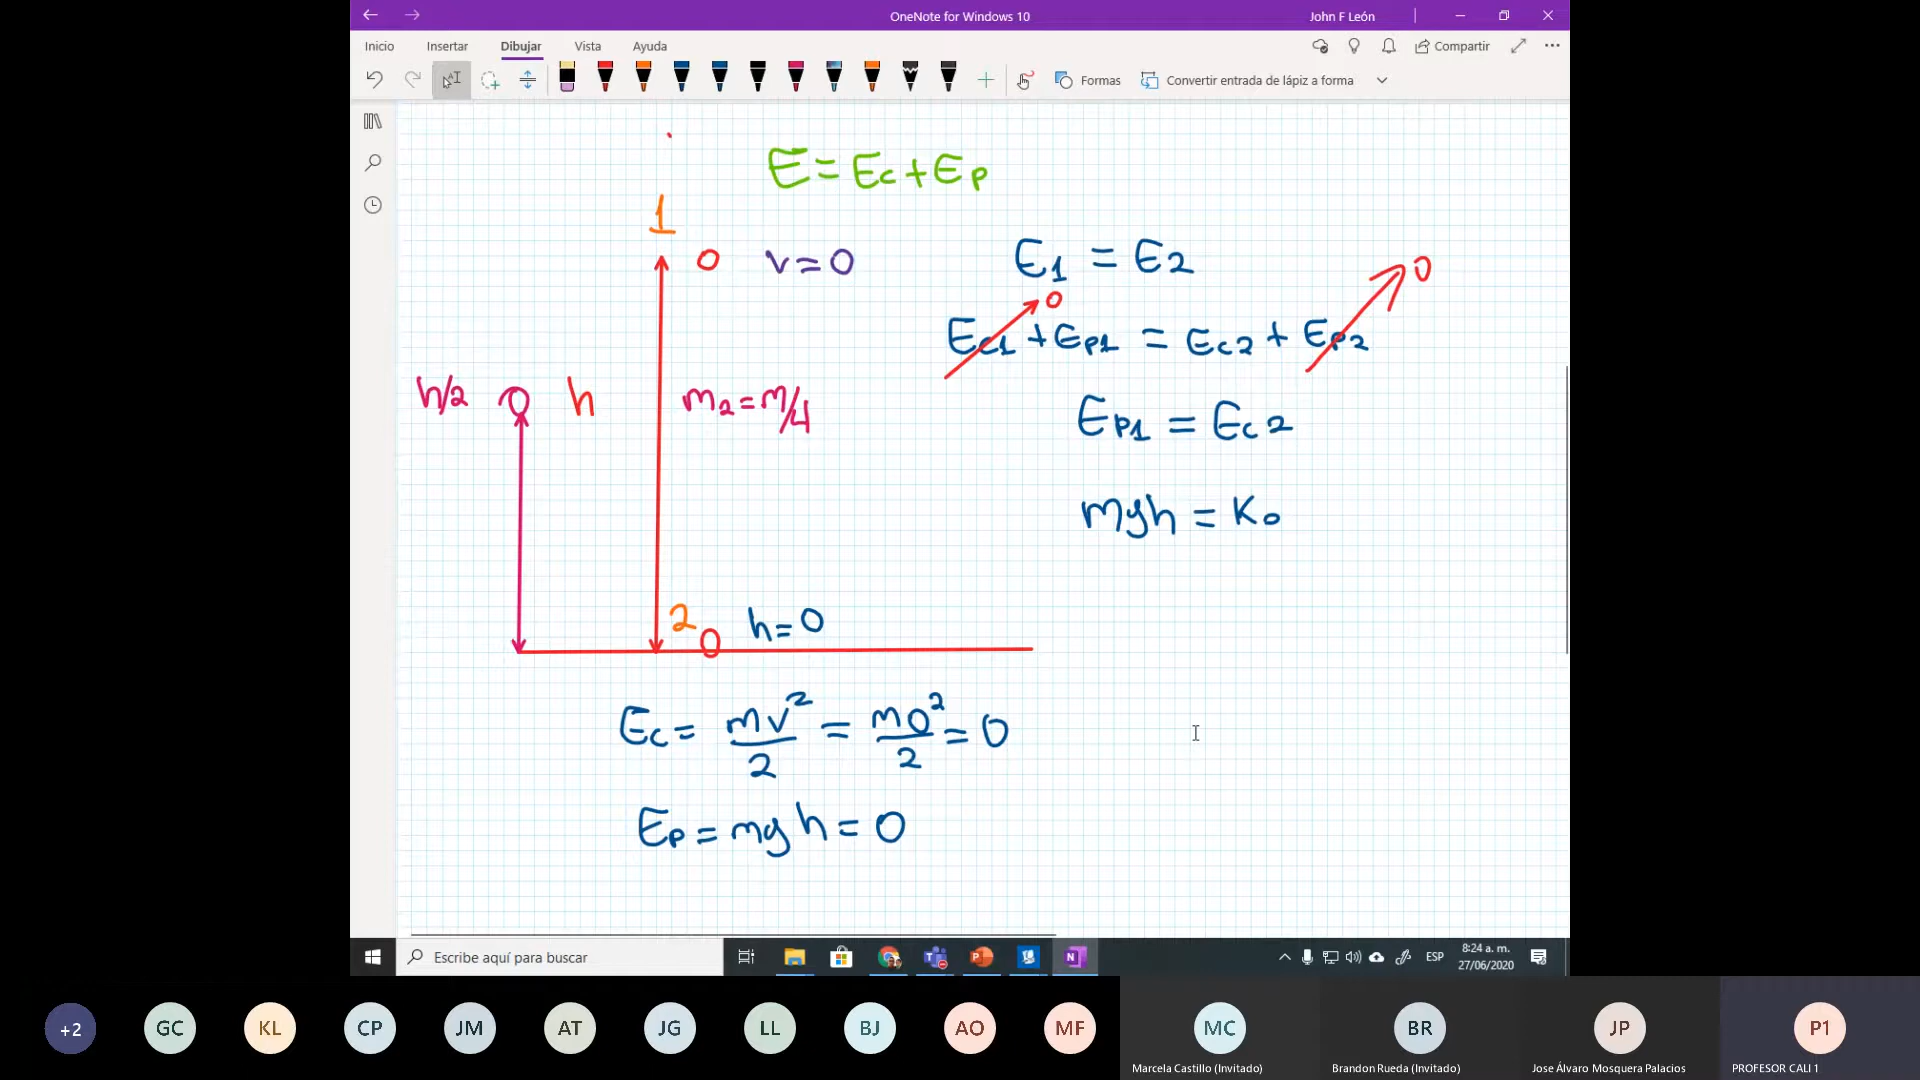 OneNote for Windows 10
John F León
Inicio Insertar Dibujar Vista Ayuda
Compartir
Formas
Convertir entrada de lápiz a forma
E = Ec + Ep
1
0 v = 0
E1 = E2
0
0
Ec1 + Ep1 = Ec2 + Ep2
h/2 h m2 = m/4
Ep1 = Ec2
mgh = Ko
2 0 h = 0
Ec = mv²/2 = m0²/2 = 0
Ep = mgh = 0
Escribe aquí para buscar
ESP
8:24 a. m.
27/06/2020
+2 GC KL CP JM AT JG LL BJ AO MF MC BR JP P1
Marcela Castillo (Invitado) Brandon Rueda (Invitado) Jose Álvaro Mosquera Palacios PROFESOR CALI 1